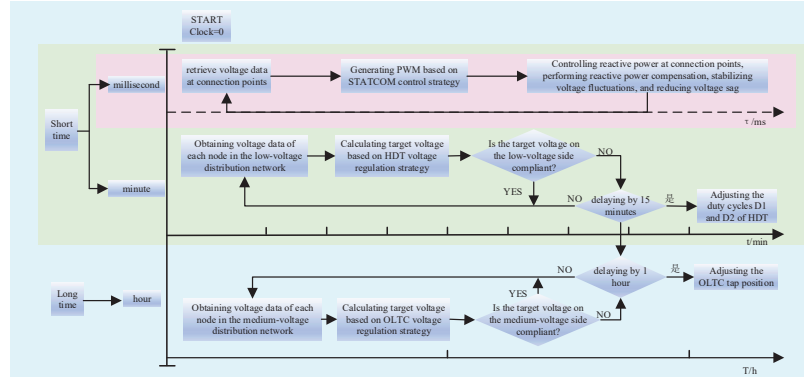 START
Clock=0
millisecond
retrieve voltage data
at connection points
Generating PWM based on
STATCOM control strategy
Controlling reactive power at connection points,
performing reactive power compensation, stabilizing
voltage fluctuations, and reducing voltage sag
τ/ms
Short
time
minute
Obtaining voltage data of
each node in the low-voltage
distribution network
Calculating target voltage
based on HDT voltage
regulation strategy
Is the target voltage on
the low-voltage side
compliant?
NO
YES
NO
delaying by 15
minutes
是
Adjusting the
duty cycles D1
and D2 of HDT
t/min
Long
time
hour
NO
delaying by 1
hour
是
Adjusting the
OLTC tap position
YES
Obtaining voltage data of each
node in the medium-voltage
distribution network
Calculating target voltage
based on OLTC voltage
regulation strategy
Is the target voltage on
the medium-voltage side
compliant?
NO
T/h